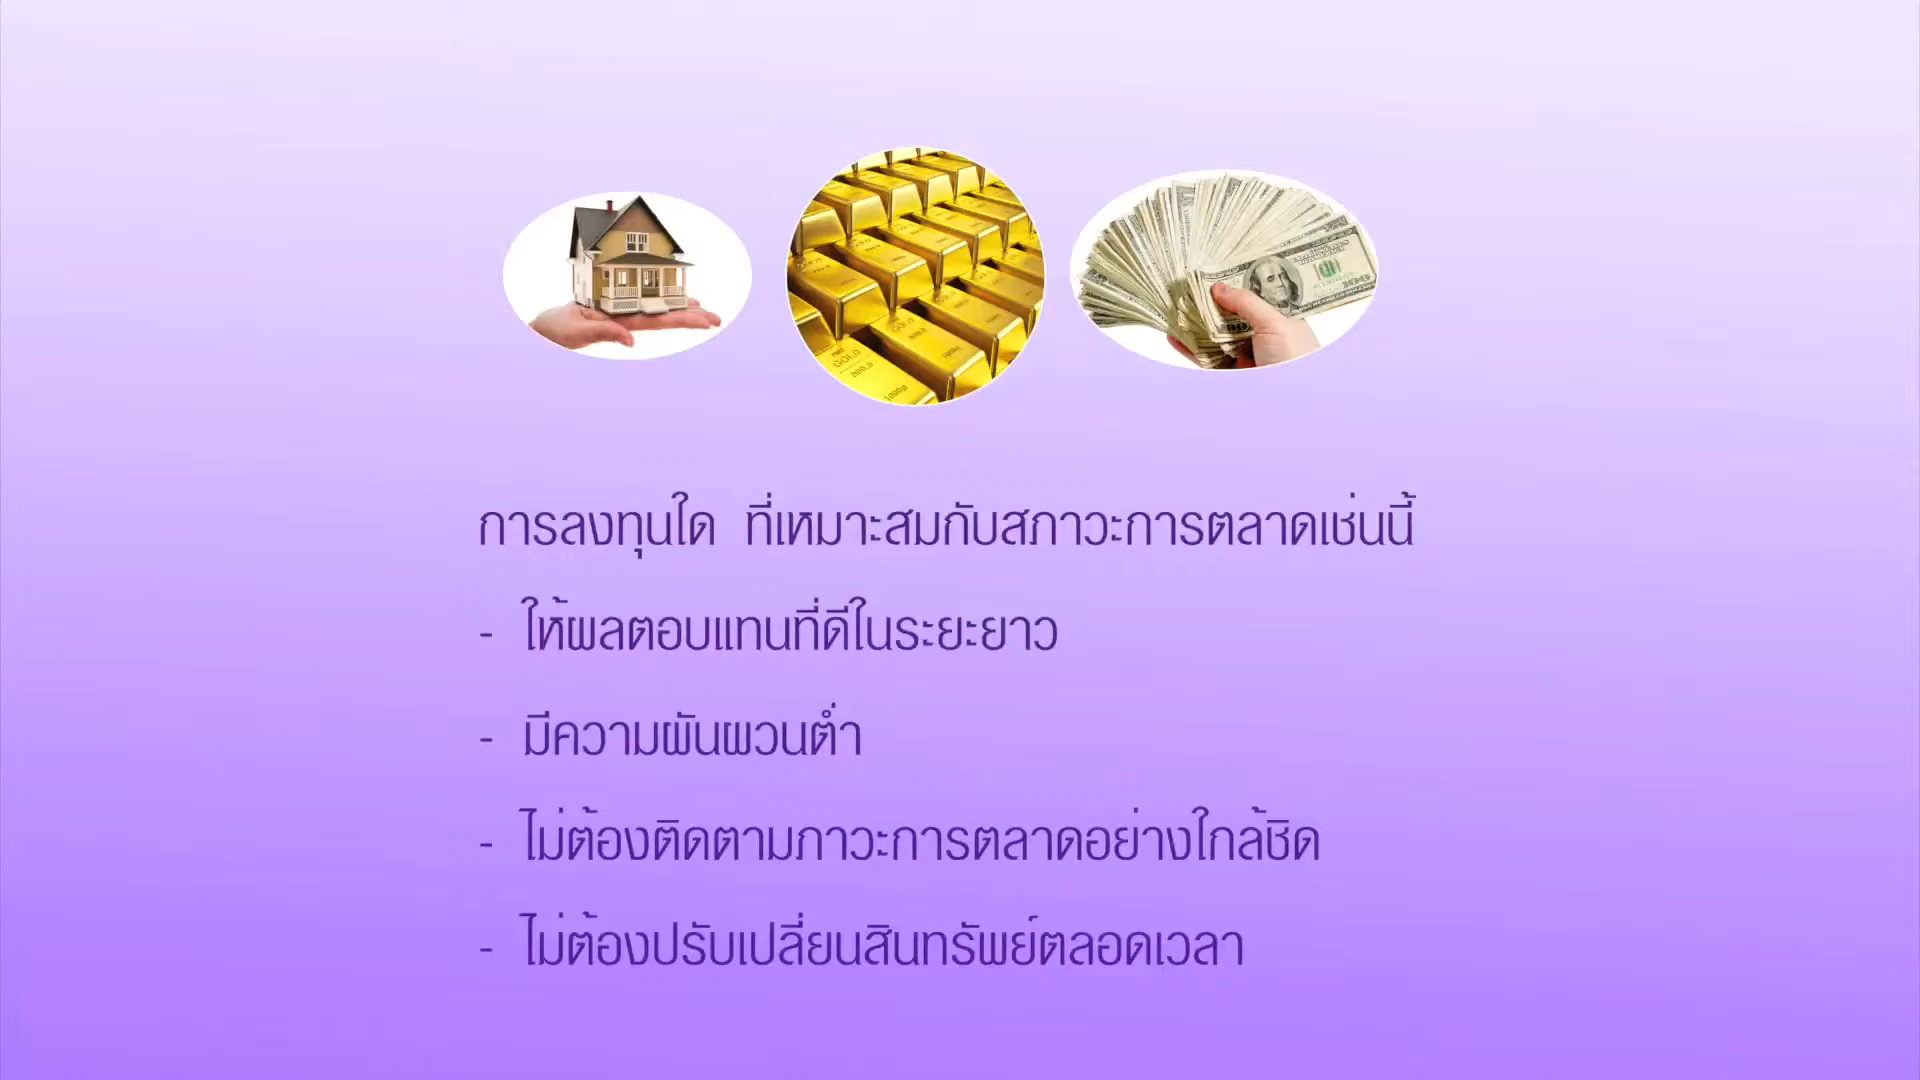 การลงทุนใด ที่เหมาะสมกับสภาวะการตลาดเช่นนี้
- ให้ผลตอบแทนที่ดีในระยะยาว
- มีความผันผวนต่ำ
- ไม่ต้องติดตามภาวะการตลาดอย่างใกล้ชิด
- ไม่ต้องปรับเปลี่ยนสินทรัพย์ตลอดเวลา